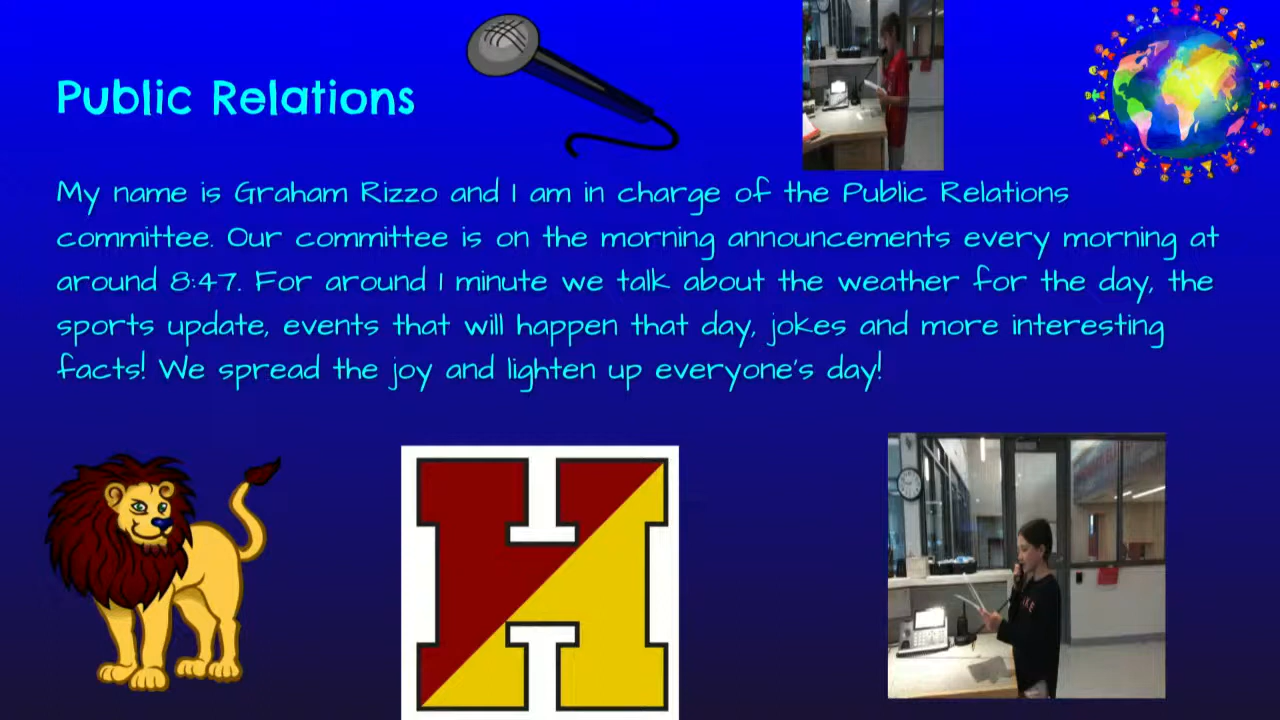 Public Relations
My name is Graham Rizzo and I am in charge of the Public Relations
committee. Our committee is on the morning announcements every morning at
around 8:47. For around 1 minute we talk about the weather for the day, the
sports update, events that will happen that day, jokes and more interesting
facts! We spread the joy and lighten up everyone's day!
H